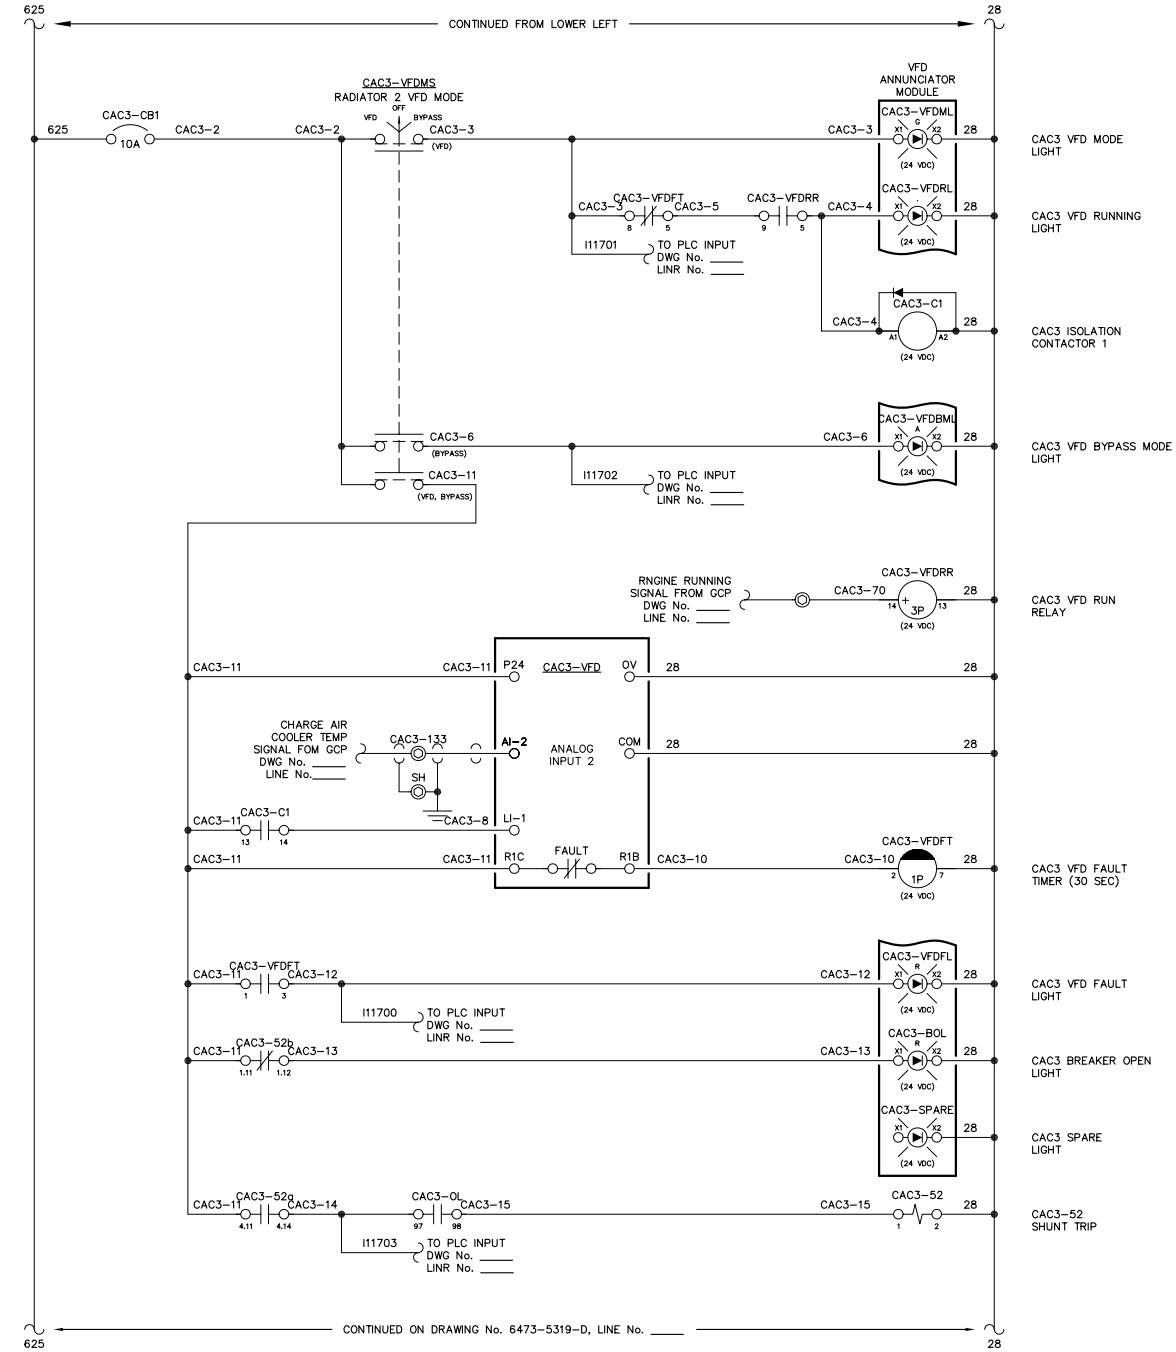 625
28
CONTINUED FROM LOWER LEFT
CAC3-VFDMS
RADIATOR 2 VFD MODE
OFF
VFD
BYPASS
VFD
ANNUNCIATOR
MODULE
CAC3-CB1
10A
625
CAC3-2
CAC3-2
CAC3-3
(VFD)
CAC3-3
CAC3-VFDML
G
X1
X2
(24 VDC)
28
CAC3 VFD MODE
LIGHT
CAC3-3
CAC3-VFDFT
8
5
CAC3-5
CAC3-VFDRR
9
5
CAC3-4
CAC3-VFDRL
X1
X2
(24 VDC)
28
CAC3 VFD RUNNING
LIGHT
I11701
TO PLC INPUT
DWG No. ____
LINR No. ____
CAC3-4
CAC3-C1
A1
A2
(24 VDC)
28
CAC3 ISOLATION
CONTACTOR 1
CAC3-6
(BYPASS)
CAC3-6
CAC3-VFDBML
A
X1
X2
(24 VDC)
28
CAC3 VFD BYPASS MODE
LIGHT
CAC3-11
(VFD, BYPASS)
I11702
TO PLC INPUT
DWG No. ____
LINR No. ____
RNGINE RUNNING
SIGNAL FROM GCP
DWG No. ____
LINE No. ____
CAC3-70
CAC3-VFDRR
14
+
3P
13
(24 VDC)
28
CAC3 VFD RUN
RELAY
CAC3-11
CAC3-11
P24
CAC3-VFD
OV
28
28
CHARGE AIR
COOLER TEMP
SIGNAL FOM GCP
DWG No. ____
LINE No. ____
CAC3-133
SH
AI-2
ANALOG
INPUT 2
COM
28
28
CAC3-11
CAC3-C1
13
14
CAC3-8
LI-1
CAC3-11
CAC3-11
R1C
FAULT
R1B
CAC3-10
CAC3-10
CAC3-VFDFT
2
1P
7
(24 VDC)
28
CAC3 VFD FAULT
TIMER (30 SEC)
CAC3-11
CAC3-VFDFT
1
3
CAC3-12
CAC3-12
CAC3-VFDFL
R
X1
X2
(24 VDC)
28
CAC3 VFD FAULT
LIGHT
I11700
TO PLC INPUT
DWG No. ____
LINR No. ____
CAC3-11
CAC3-52b
1.11
1.12
CAC3-13
CAC3-13
CAC3-BOL
R
X1
X2
(24 VDC)
28
CAC3 BREAKER OPEN
LIGHT
CAC3-SPARE
X1
X2
(24 VDC)
28
CAC3 SPARE
LIGHT
CAC3-11
CAC3-52a
4.11
4.14
CAC3-14
CAC3-OL
97
98
CAC3-15
CAC3-15
CAC3-52
1
2
28
CAC3-52
SHUNT TRIP
I11703
TO PLC INPUT
DWG No. ____
LINR No. ____
CONTINUED ON DRAWING No. 6473-5319-D, LINE No. ____
625
28